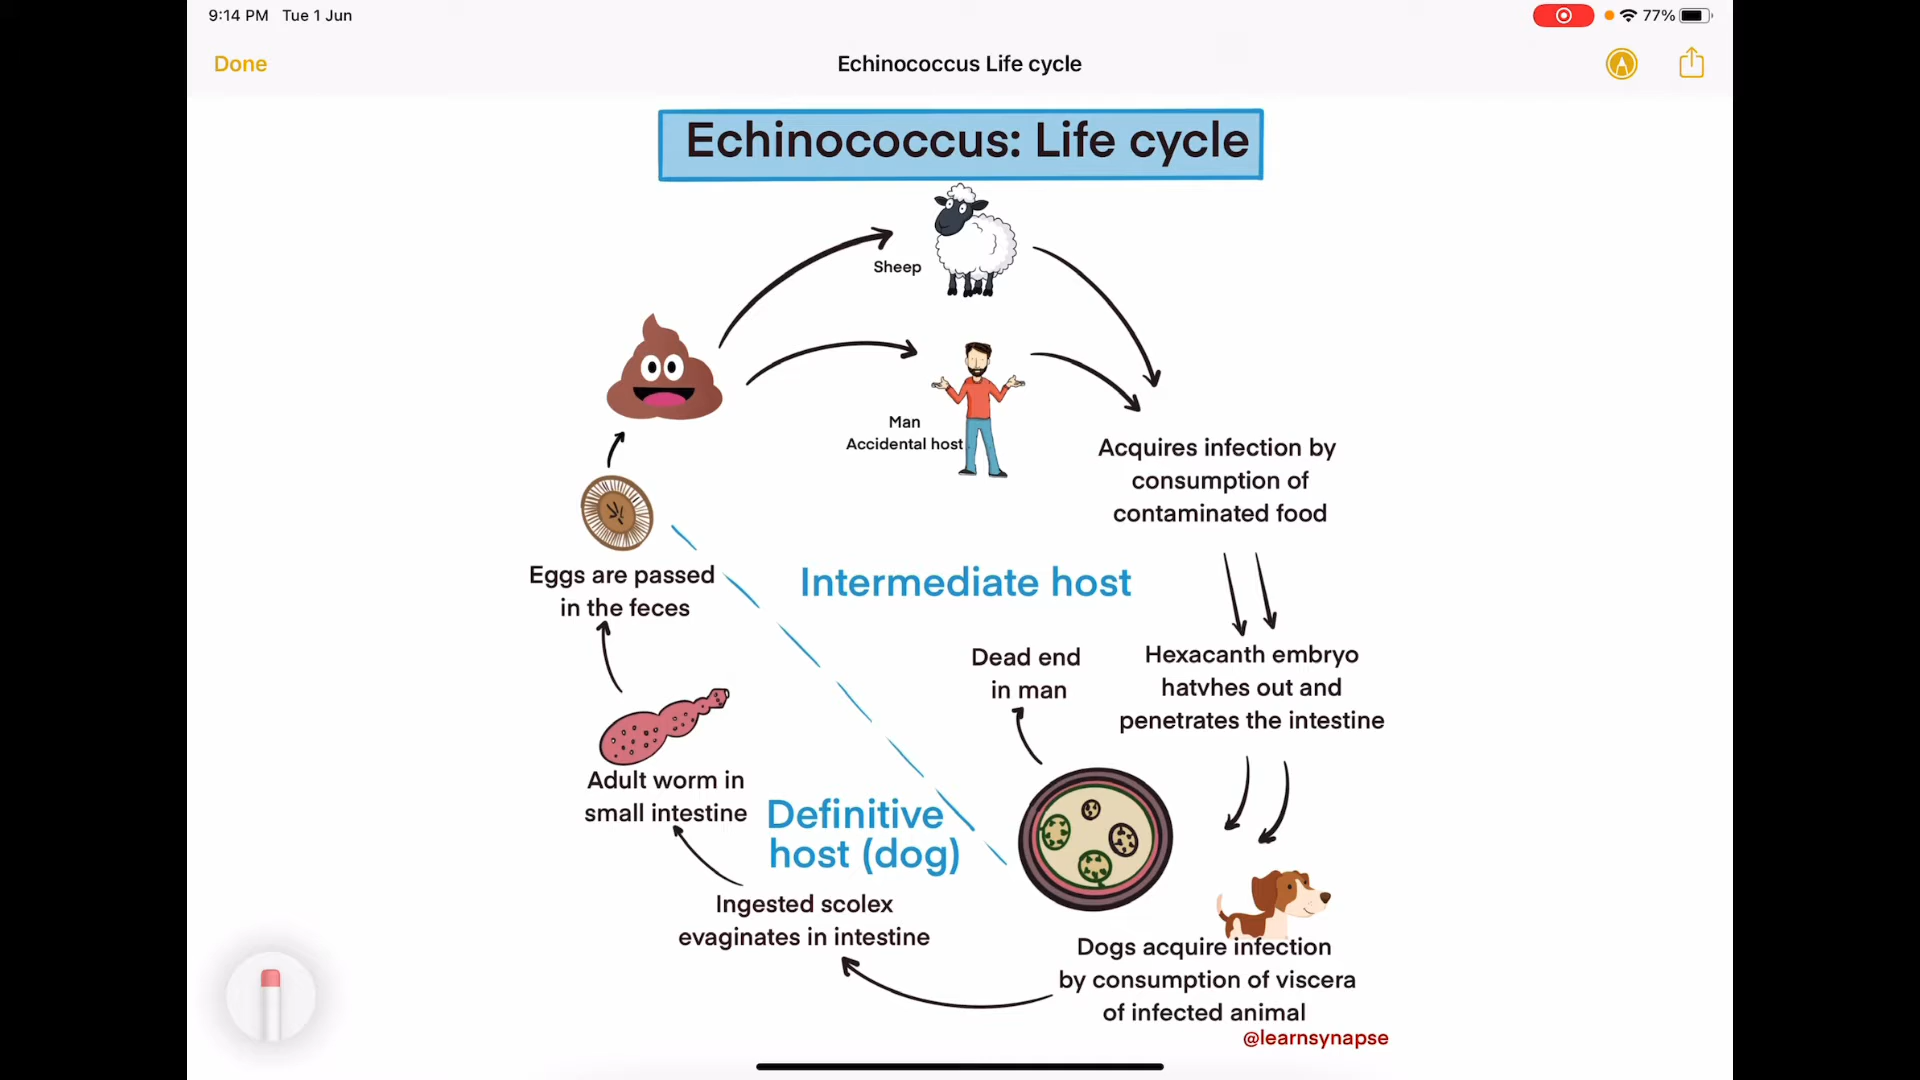 9:14 PM Tue 1 Jun
77%
Done
Echinococcus Life cycle
Echinococcus: Life cycle
Sheep
Man
Accidental host
Acquires infection by
consumption of
contaminated food
Eggs are passed
in the feces
Intermediate host
Dead end
in man
Hexacanth embryo
hatvhes out and
penetrates the intestine
Adult worm in
small intestine
Definitive
host (dog)
Ingested scolex
evaginates in intestine
Dogs acquire infection
by consumption of viscera
of infected animal
@learnsynapse